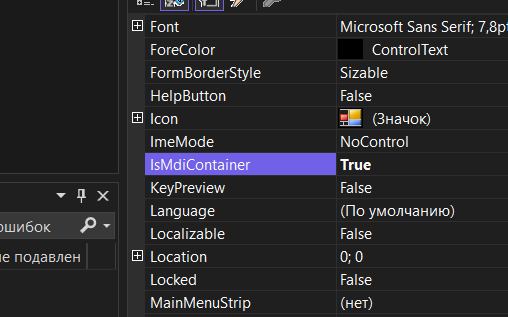 Font Microsoft Sans Serif; 7,8pt
ForeColor ControlText
FormBorderStyle Sizable
HelpButton False
Icon (Значок)
ImeMode NoControl
IsMdiContainer True
KeyPreview False
Language (По умолчанию)
Localizable False
Location 0; 0
Locked False
MainMenuStrip (нет)
ошибок
не подавлен